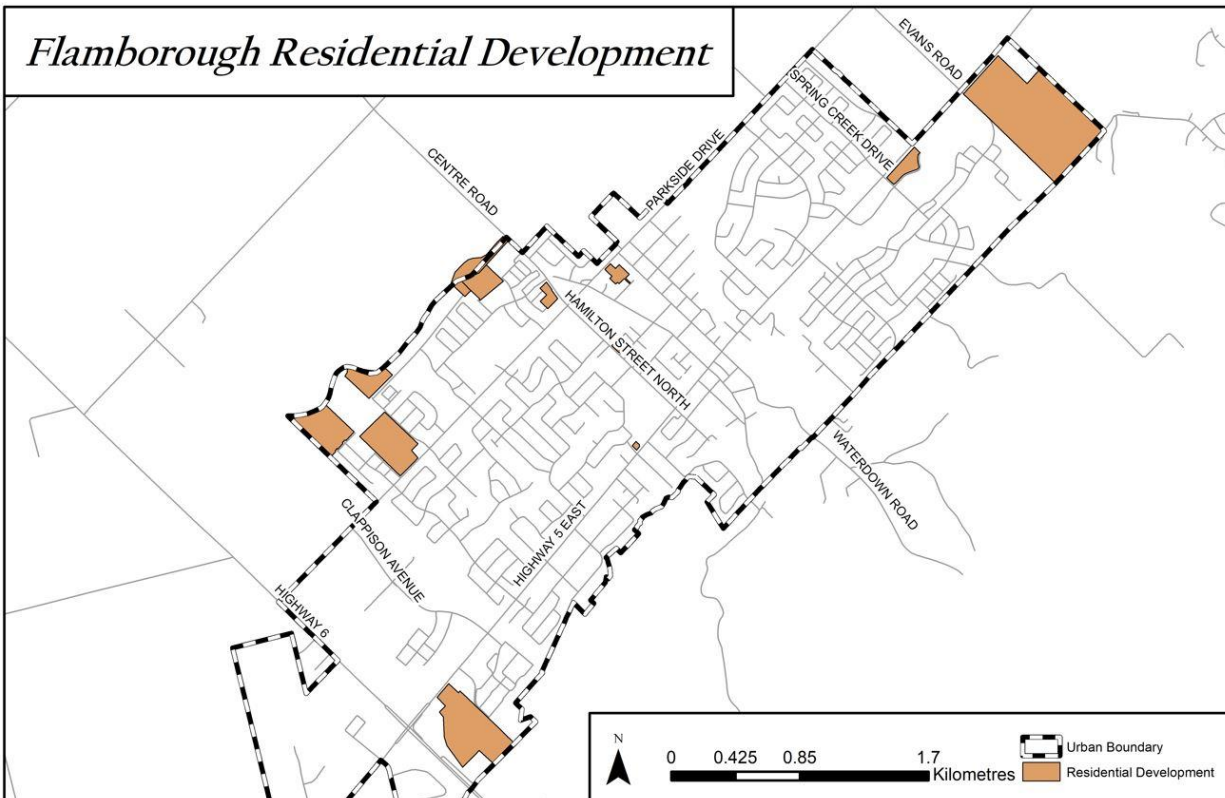 Flamborough Residential Development
EVANS ROAD
SPRING CREEK DRIVE
PARKSIDE DRIVE
CENTRE ROAD
HAMILTON STREET NORTH
WATERDOWN ROAD
HIGHWAY 5 EAST
CLAPPISON AVENUE
HIGHWAY 6
N
0 0.425 0.85 1.7
Kilometres
Urban Boundary
Residential Development